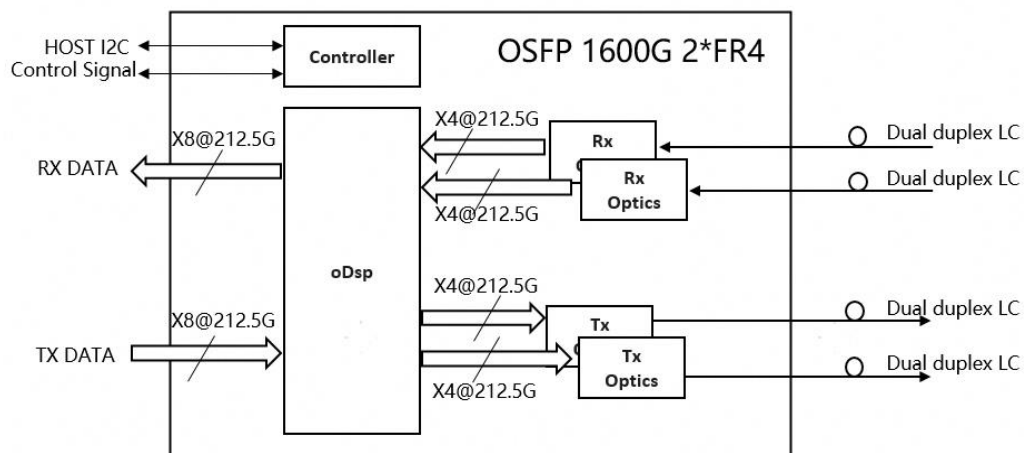 OSFP 1600G 2*FR4
HOST I2C
Control Signal
Controller
X8@212.5G
RX DATA
X4@212.5G
X4@212.5G
Rx
Rx
Optics
Dual duplex LC
Dual duplex LC
oDsp
X8@212.5G
TX DATA
X4@212.5G
X4@212.5G
Tx
Tx
Optics
Dual duplex LC
Dual duplex LC